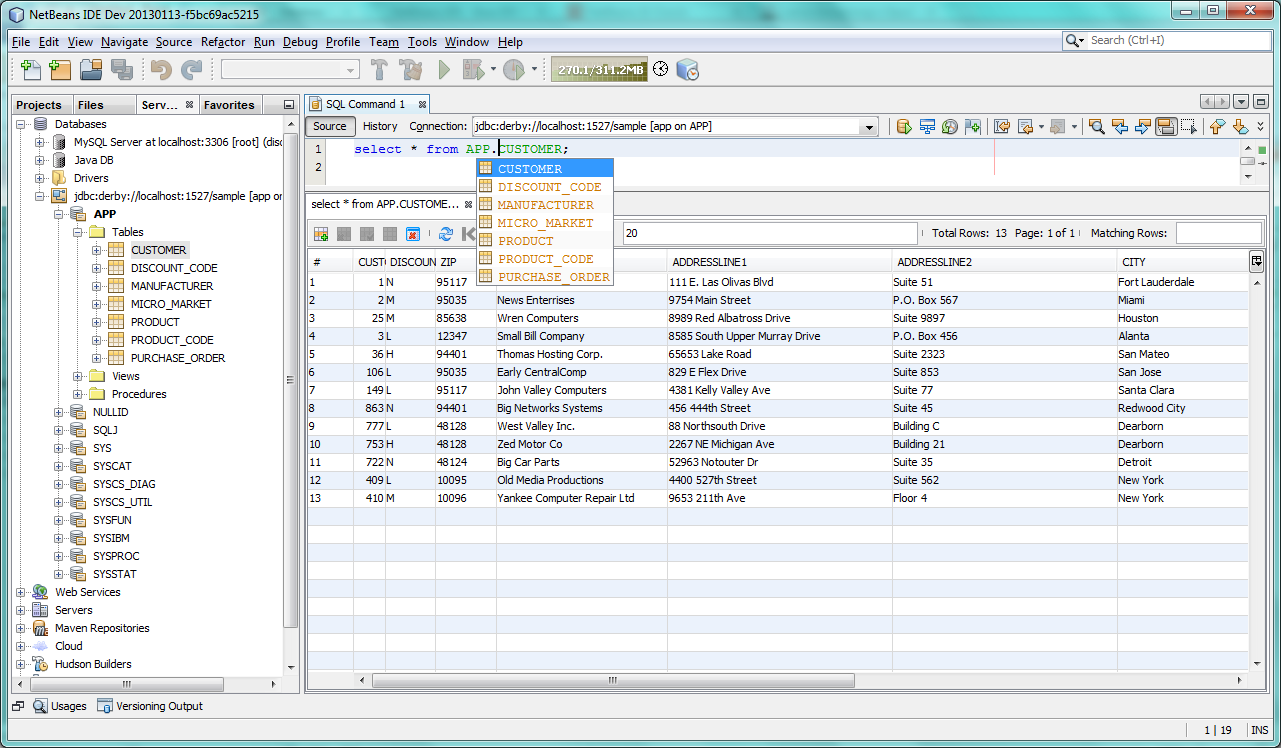 NetBeans IDE Dev 20130113-f5bc69ac5215
File Edit View Navigate Source Refactor Run Debug Profile Team Tools Window Help
Search (Ctrl+I)
270.1/311.2MB
Projects Files Serv... Favorites
Databases
MySQL Server at localhost:3306 [root] (disc
Java DB
Drivers
jdbc:derby://localhost:1527/sample [app on
APP
Tables
CUSTOMER
DISCOUNT_CODE
MANUFACTURER
MICRO_MARKET
PRODUCT
PRODUCT_CODE
PURCHASE_ORDER
Views
Procedures
NULLID
SQLJ
SYS
SYSCAT
SYSCS_DIAG
SYSCS_UTIL
SYSFUN
SYSIBM
SYSPROC
SYSSTAT
Web Services
Servers
Maven Repositories
Cloud
Hudson Builders
SQL Command 1
Source History Connection: jdbc:derby://localhost:1527/sample [app on APP]
1 select * from APP.CUSTOMER;
2
CUSTOMER
DISCOUNT_CODE
MANUFACTURER
MICRO_MARKET
PRODUCT
PRODUCT_CODE
PURCHASE_ORDER
select * from APP.CUSTOME...
20 Total Rows: 13 Page: 1 of 1 Matching Rows:
# CUSTO DISCOUN ZIP ADDRESSLINE1 ADDRESSLINE2 CITY
1 1 N 95117 111 E. Las Olivas Blvd Suite 51 Fort Lauderdale
2 2 M 95035 News Enterrises 9754 Main Street P.O. Box 567 Miami
3 25 M 85638 Wren Computers 8989 Red Albatross Drive Suite 9897 Houston
4 3 L 12347 Small Bill Company 8585 South Upper Murray Drive P.O. Box 456 Alanta
5 36 H 94401 Thomas Hosting Corp. 65653 Lake Road Suite 2323 San Mateo
6 106 L 95035 Early CentralComp 829 E Flex Drive Suite 853 San Jose
7 149 L 95117 John Valley Computers 4381 Kelly Valley Ave Suite 77 Santa Clara
8 863 N 94401 Big Networks Systems 456 444th Street Suite 45 Redwood City
9 777 L 48128 West Valley Inc. 88 Northsouth Drive Building C Dearborn
10 753 H 48128 Zed Motor Co 2267 NE Michigan Ave Building 21 Dearborn
11 722 N 48124 Big Car Parts 52963 Notouter Dr Suite 35 Detroit
12 409 L 10095 Old Media Productions 4400 527th Street Suite 562 New York
13 410 M 10096 Yankee Computer Repair Ltd 9653 211th Ave Floor 4 New York
Usages Versioning Output
1 | 19 INS